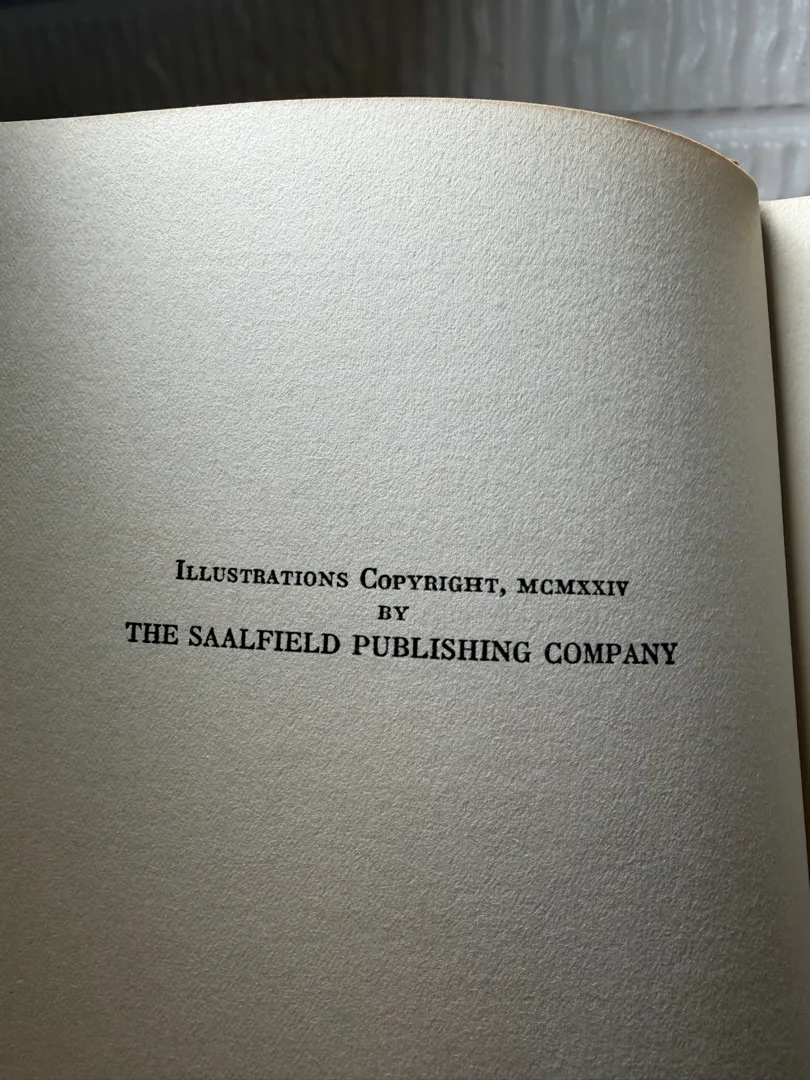 Illustrations Copyright, MCMXXIV
BY
THE SAALFIELD PUBLISHING COMPANY